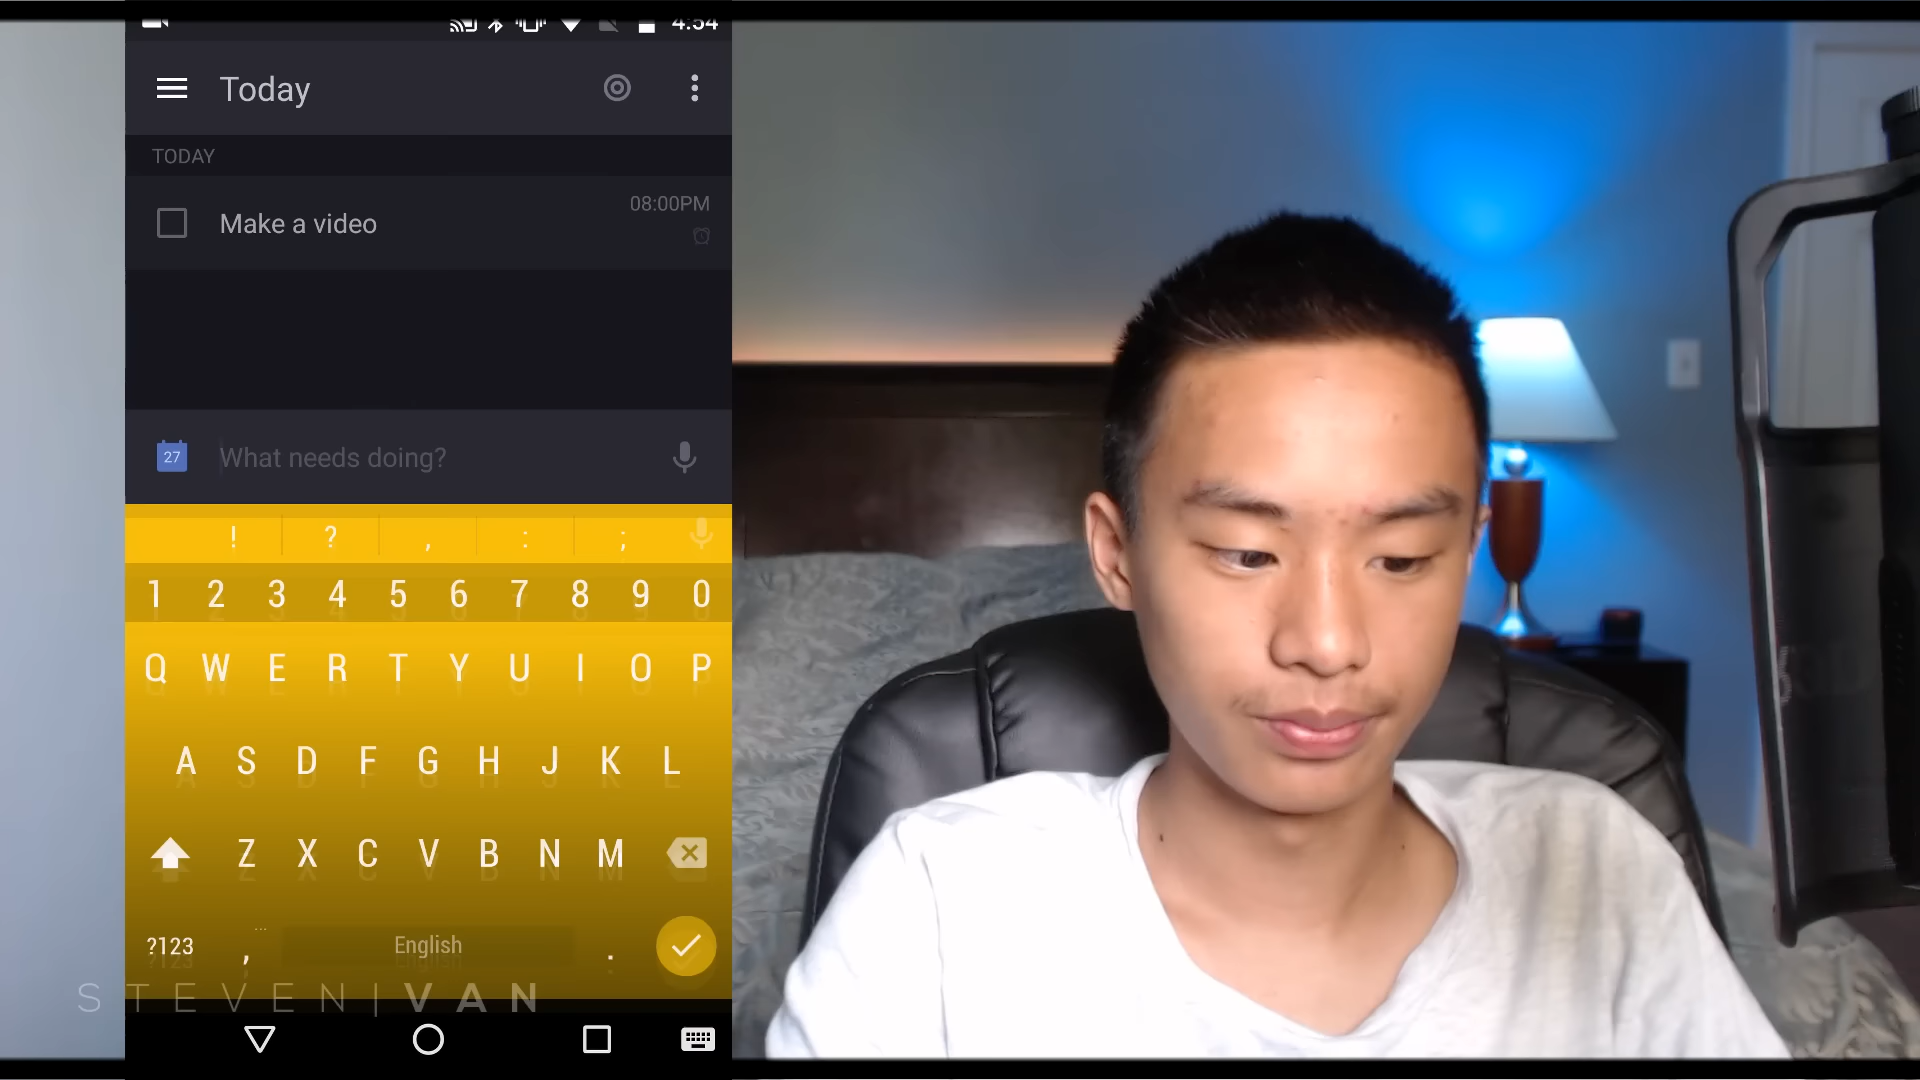 4:54
Today
TODAY
Make a video
08:00PM
27
What needs doing?
! ? , : ;
1 2 3 4 5 6 7 8 9 0
Q W E R T Y U I O P
A S D F G H J K L
Z X C V B N M
?123 , English .
STEVEN|VAN